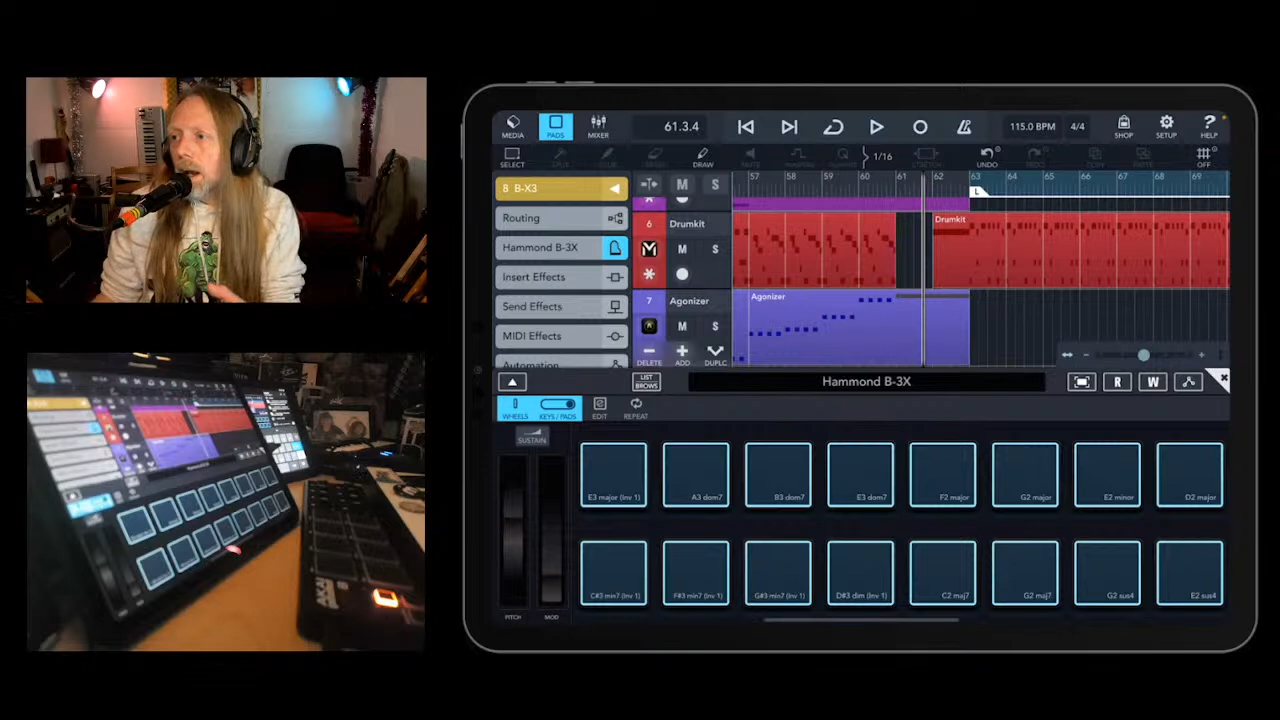 MEDIA
PADS
MIXER
61.3.4
115.0 BPM
4/4
SHOP
SETUP
HELP
SELECT
DRAW
1/16
UNDO
OFF
8 B-X3
M
S
57
58
59
60
61
62
63
64
65
66
67
68
69
L
Routing
6
Drumkit
Drumkit
Hammond B-3X
M
S
Insert Effects
Send Effects
7
Agonizer
Agonizer
MIDI Effects
M
S
Automation
DELETE
ADD
DUPLC
LIST
BROWS
Hammond B-3X
R
W
WHEELS
KEYS / PADS
EDIT
REPEAT
SUSTAIN
E3 major (Inv 1)
A3 dom7
B3 dom7
E3 dom7
F2 major
G2 major
E2 minor
D2 major
C#3 min7 (Inv 1)
F#3 min7 (Inv 1)
G#3 min7 (Inv 1)
D#3 dim (Inv 1)
C2 maj7
G2 maj7
G2 sus4
E2 sus4
PITCH
MOD